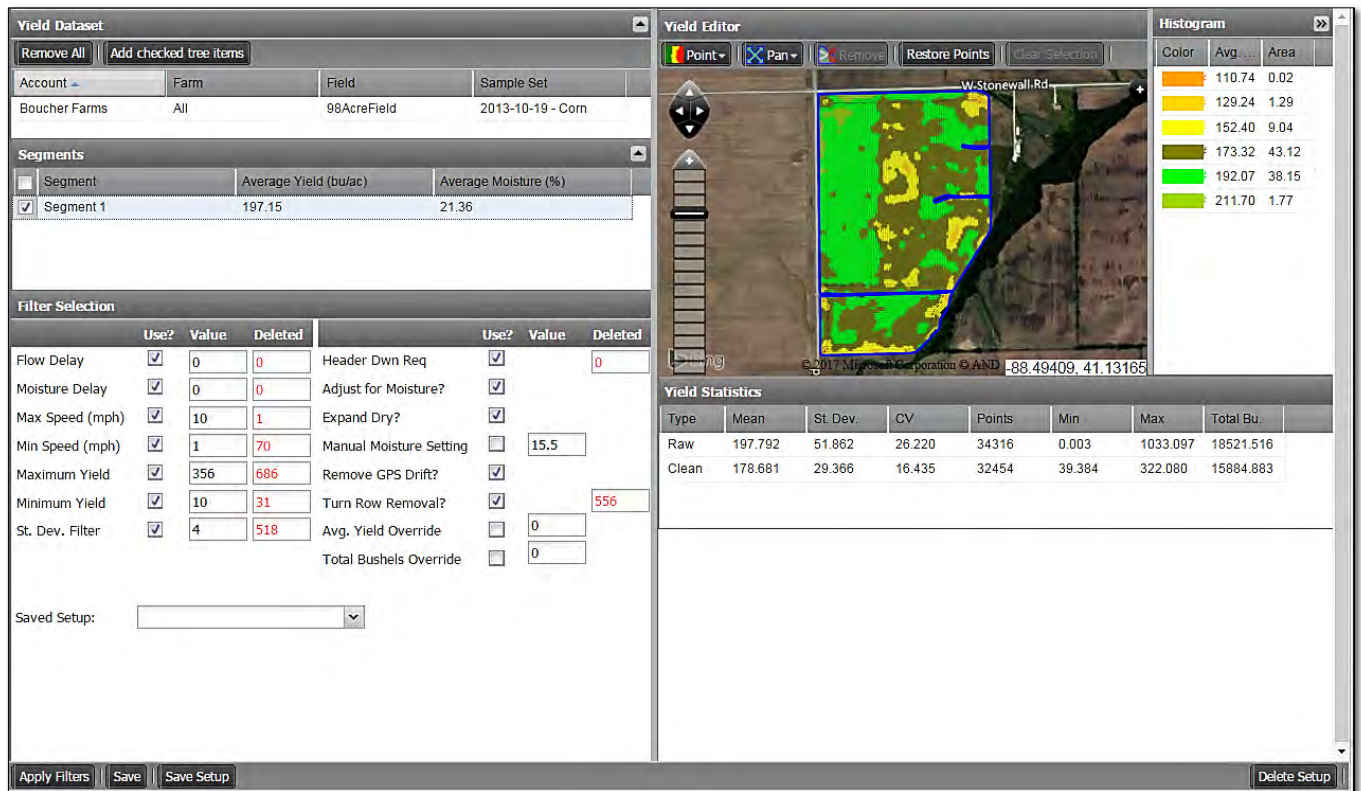 Yield Dataset
Remove All Add checked tree items
Account Farm Field Sample Set
Boucher Farms All 98AcreField 2013-10-19 - Corn
Segments
Segment Average Yield (bu/ac) Average Moisture (%)
Segment 1 197.15 21.36
Filter Selection
Use? Value Deleted Use? Value Deleted
Flow Delay 0 0 Header Dwn Req 0
Moisture Delay 0 0 Adjust for Moisture?
Max Speed (mph) 10 1 Expand Dry?
Min Speed (mph) 1 70 Manual Moisture Setting 15.5
Maximum Yield 356 686 Remove GPS Drift?
Minimum Yield 10 31 Turn Row Removal? 556
St. Dev. Filter 4 518 Avg. Yield Override 0
Total Bushels Override 0
Saved Setup:
Apply Filters Save Save Setup
Yield Editor
Point Pan Remove Restore Points Clear Selection
W-Stonewall-Rd
bing
© 2017 Microsoft Corporation © AND -88.49409, 41.13165
Histogram
Color Avg.... Area
110.74 0.02
129.24 1.29
152.40 9.04
173.32 43.12
192.07 38.15
211.70 1.77
Yield Statistics
Type Mean St. Dev. CV Points Min Max Total Bu.
Raw 197.792 51.862 26.220 34316 0.003 1033.097 18521.516
Clean 178.681 29.366 16.435 32454 39.384 322.080 15884.883
Delete Setup